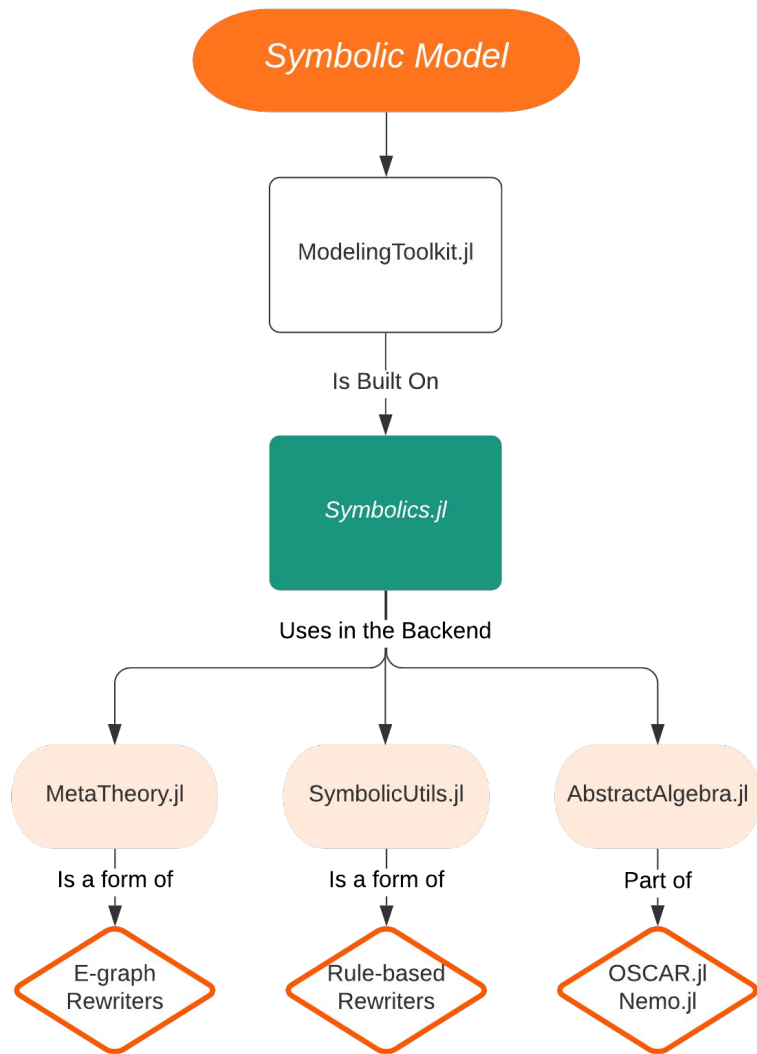 Symbolic Model
ModelingToolkit.jl
Is Built On
Symbolics.jl
Uses in the Backend
MetaTheory.jl
SymbolicUtils.jl
AbstractAlgebra.jl
Is a form of
Is a form of
Part of
E-graph
Rewriters
Rule-based
Rewriters
OSCAR.jl
Nemo.jl